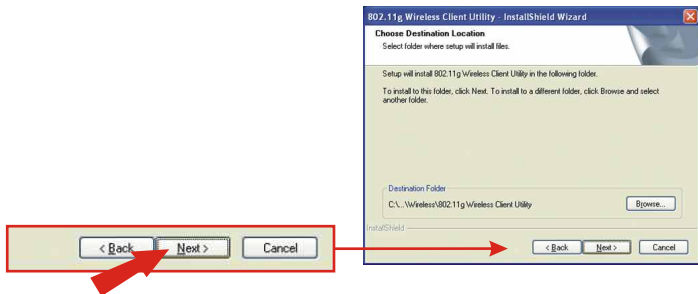 802.11g Wireless Client Utility - InstallShield Wizard
Choose Destination Location
Select folder where setup will install files.
Setup will install 802.11g Wireless Client Utility in the following folder.
To install to this folder, click Next. To install to a different folder, click Browse and select
another folder.
Destination Folder
C:\...\Wireless\802.11g Wireless Client Utility
Browse...
InstallShield
< Back Next > Cancel
< Back Next > Cancel